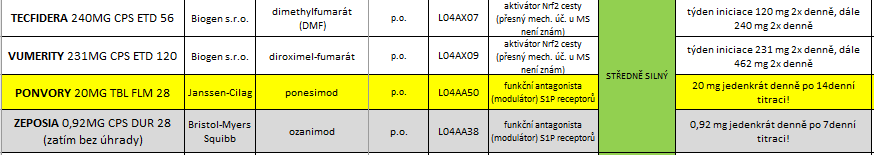 TECFIDERA 240MG CPS ETD 56 Biogen s.r.o. dimethylfumarát (DMF) p.o. L04AX07 aktivátor Nrf2 cesty (přesný mech. úč. u MS není znám) týden iniciace 120 mg 2x denně, dále 240 mg 2x denně
VUMERITY 231MG CPS ETD 120 Biogen s.r.o. diroximel-fumarát p.o. L04AX09 aktivátor Nrf2 cesty (přesný mech. úč. u MS není znám) týden iniciace 231 mg 2x denně, dále 462 mg 2x denně
STŘEDNĚ SILNÝ
PONVORY 20MG TBL FLM 28 Janssen-Cilag ponesimod p.o. L04AA50 funkční antagonista (modulátor) S1P receptorů 20 mg jedenkrát denně po 14denní titraci!
ZEPOSIA 0,92MG CPS DUR 28 (zatím bez úhrady) Bristol-Myers Squibb ozanimod p.o. L04AA38 funkční antagonista (modulátor) S1P receptorů 0,92 mg jedenkrát denně po 7denní titraci!